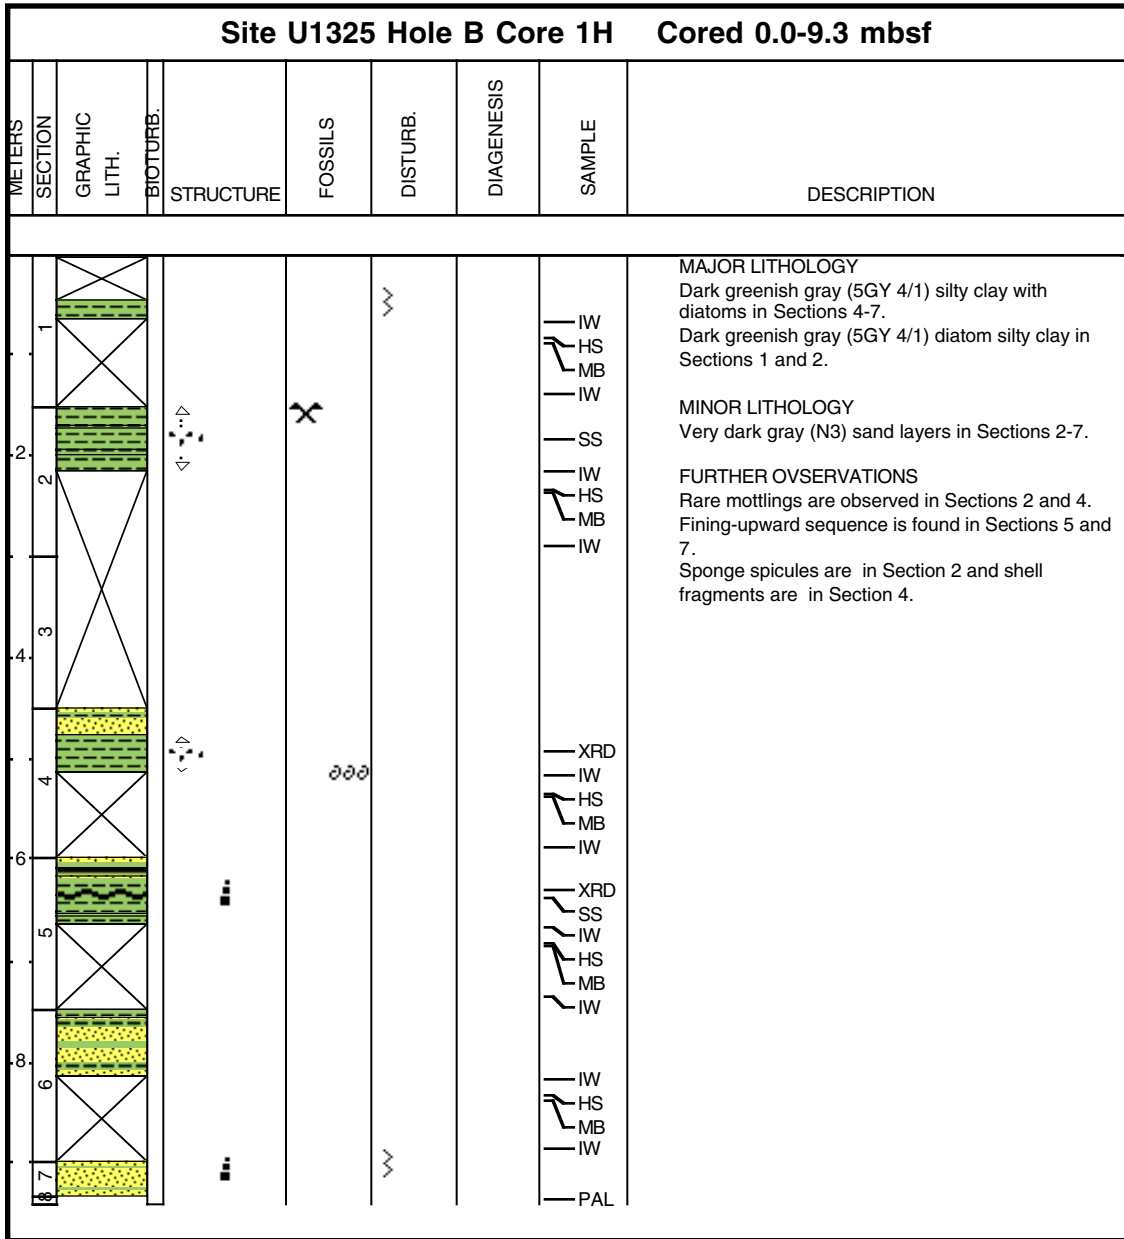 Site U1325 Hole B Core 1H Cored 0.0-9.3 mbsf
METERS
SECTION
GRAPHIC
LITH.
BIOTURB.
STRUCTURE
FOSSILS
DISTURB.
DIAGENESIS
SAMPLE
DESCRIPTION
MAJOR LITHOLOGY
Dark greenish gray (5GY 4/1) silty clay with
diatoms in Sections 4-7.
Dark greenish gray (5GY 4/1) diatom silty clay in
Sections 1 and 2.
MINOR LITHOLOGY
Very dark gray (N3) sand layers in Sections 2-7.
FURTHER OVSERVATIONS
Rare mottlings are observed in Sections 2 and 4.
Fining-upward sequence is found in Sections 5 and
7.
Sponge spicules are in Section 2 and shell
fragments are in Section 4.
2
4
6
8
1
2
3
4
5
6
7
8
IW
HS
MB
IW
SS
IW
HS
MB
IW
XRD
IW
HS
MB
IW
XRD
SS
IW
HS
MB
IW
IW
HS
MB
IW
PAL